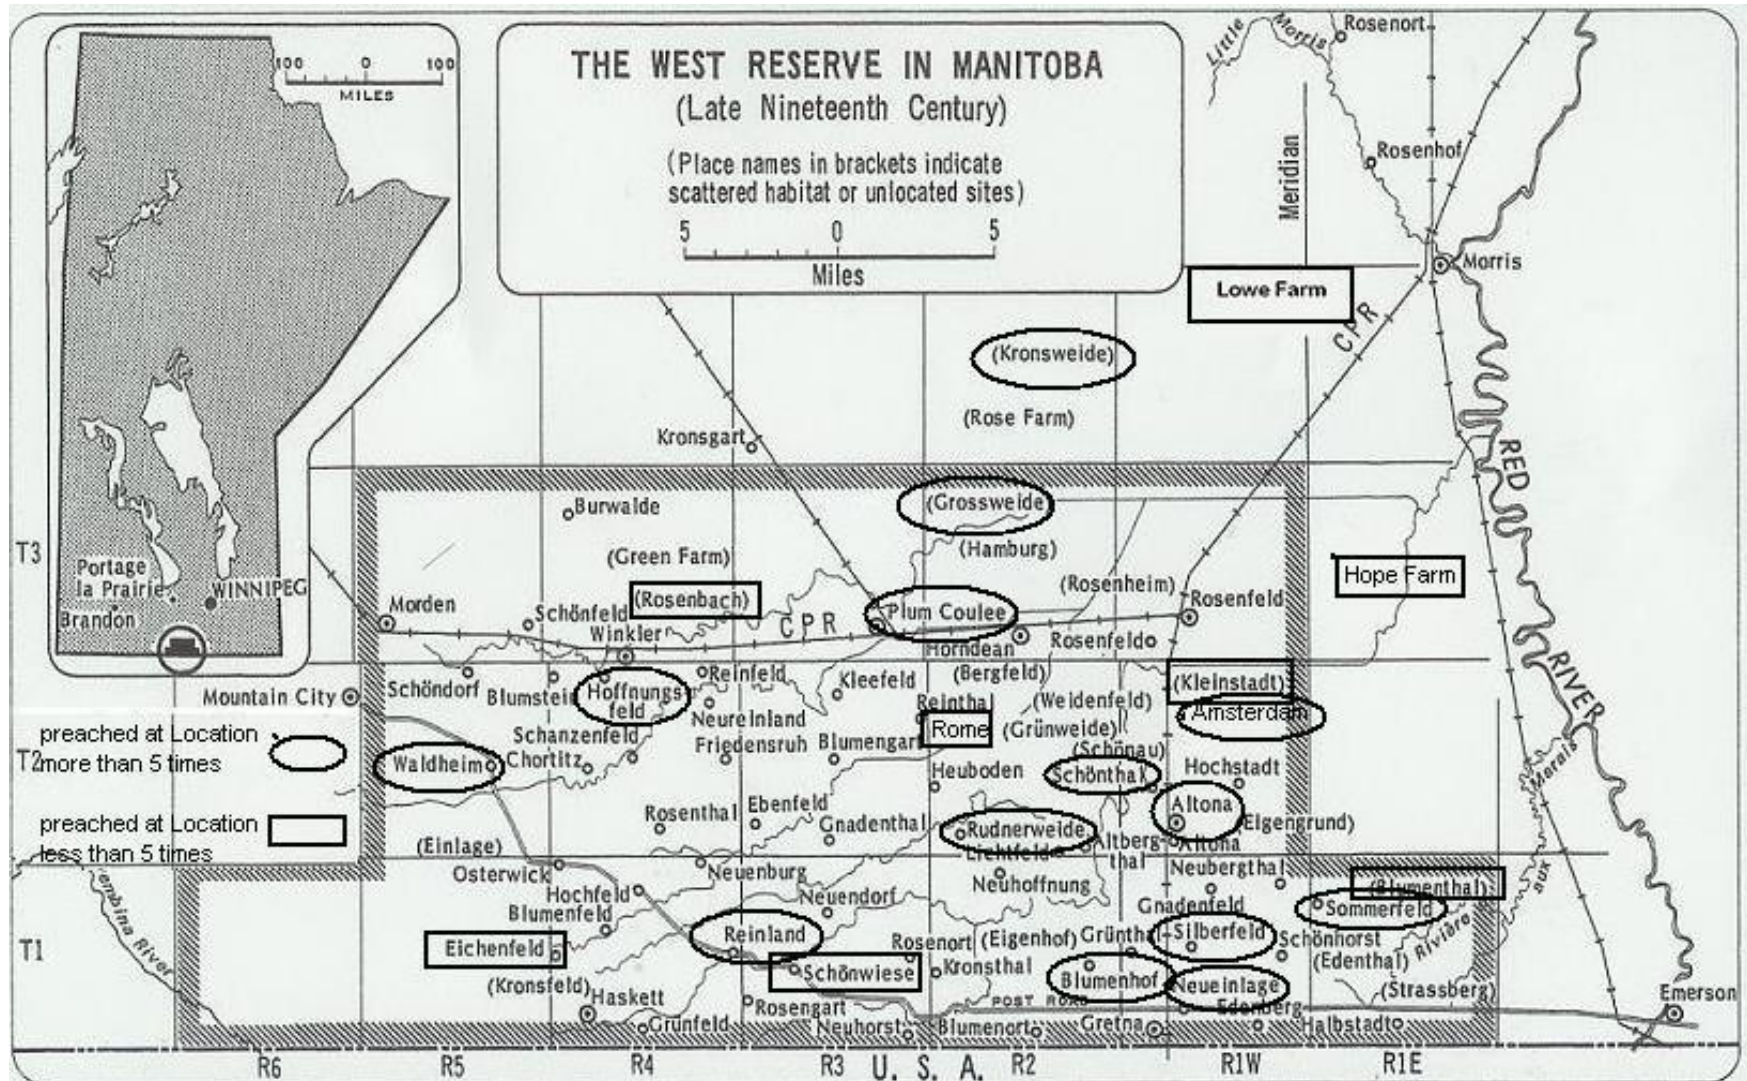 THE WEST RESERVE IN MANITOBA
(Late Nineteenth Century)
(Place names in brackets indicate
scattered habitat or unlocated sites)
5 0 5
Miles
100 0 100
MILES
Portage
la Prairie
WINNIPEG
Brandon
Little Morris
Rosenort
Rosenhof
Meridian
Morris
Lowe Farm
CPR
(Kronsweide)
(Rose Farm)
Kronsgart
RED
RIVER
(Grossweide)
Burwalde
(Hamburg)
(Green Farm)
T3
Hope Farm
(Rosenheim)
(Rosenbach)
Morden
Schönfeld
Winkler
CPR
Plum Coulee
Rosenfeld
Horndean
Rosenfeld
(Bergfeld)
Mountain City
Schöndorf
Blumstein
Hoffnungs-
feld
Reinfeld
Kleefeld
(Kleinstadt)
Neureinland
Reinthal
(Weidenfeld)
Amsterdam
Rome
(Grünweide)
Schanzenfeld
Friedensruh
Blumengart
(Schönau)
preached at Location
more than 5 times
T2
Waldheim
Chortitz
Heuboden
Schönthal
Hochstadt
Marais
aux
Rivière
Rosenthal
Ebenfeld
Altona
(Eigengrund)
preached at Location
less than 5 times
Gnadenthal
Rudnerweide
Lichtfeld
Altberg-
thal
Altona
(Einlage)
Osterwick
Neuenburg
Neuhoffnung
Neubergthal
(Blumenthal)
Hochfeld
Neuendorf
Gnadenfeld
Sommerfeld
Blumenfeld
embina River
T1
Eichenfeld
Reinland
Rosenort
(Eigenhof)
Grüntha
Silberfeld
Schönhorst
(Edenthal)
Schönwiese
Kronsthal
Blumenhof
Neueinlage
(Strassberg)
(Kronsfeld)
Haskett
Rosengart
POST ROAD
Edenberg
Emerson
Grünfeld
Neuhorst
Blumenort
Gretna
Halbstadt
R6 R5 R4 R3 U. S. A. R2 R1W R1E